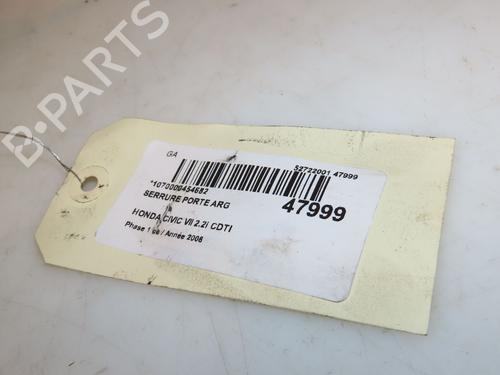 B-PARTS
GA
52722001 47999
*1070000454682
SERRURE PORTE ARG
47999
HONDA CIVIC VII 2.2I CDTI
Phase 1 / Année 2006